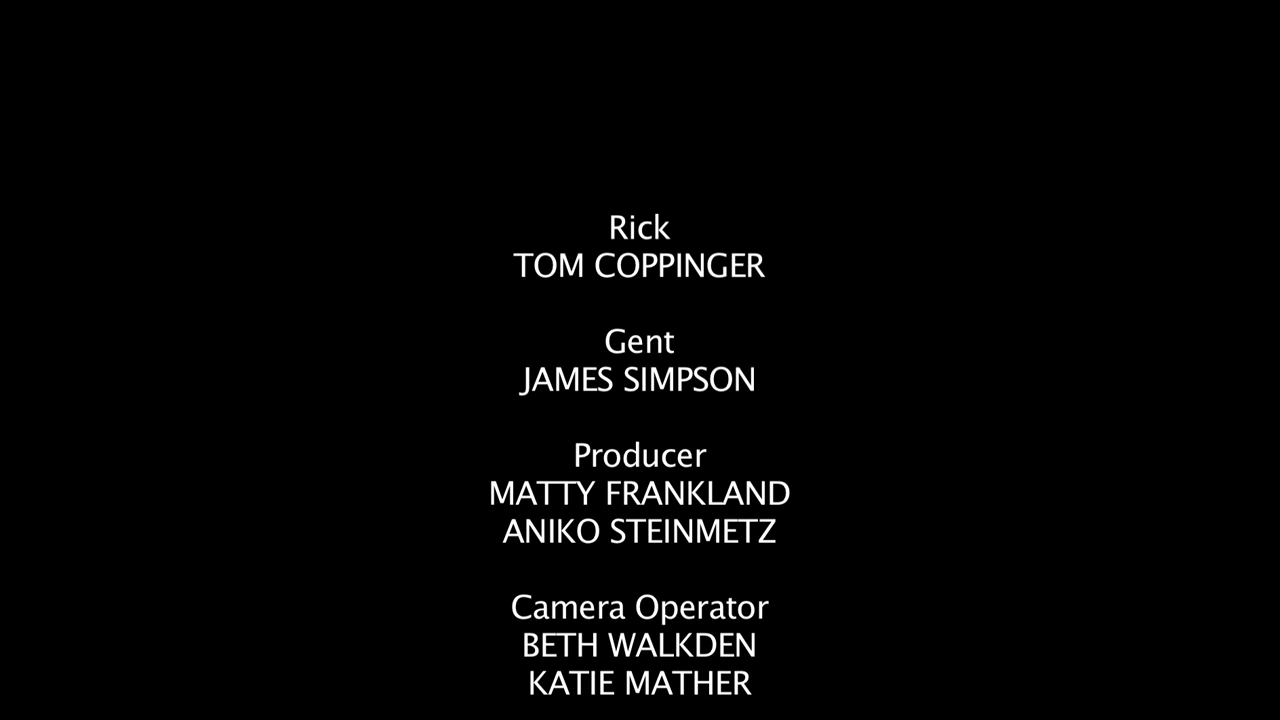 Rick
TOM COPPINGER
Gent
JAMES SIMPSON
Producer
MATTY FRANKLAND
ANIKO STEINMETZ
Camera Operator
BETH WALKDEN
KATIE MATHER